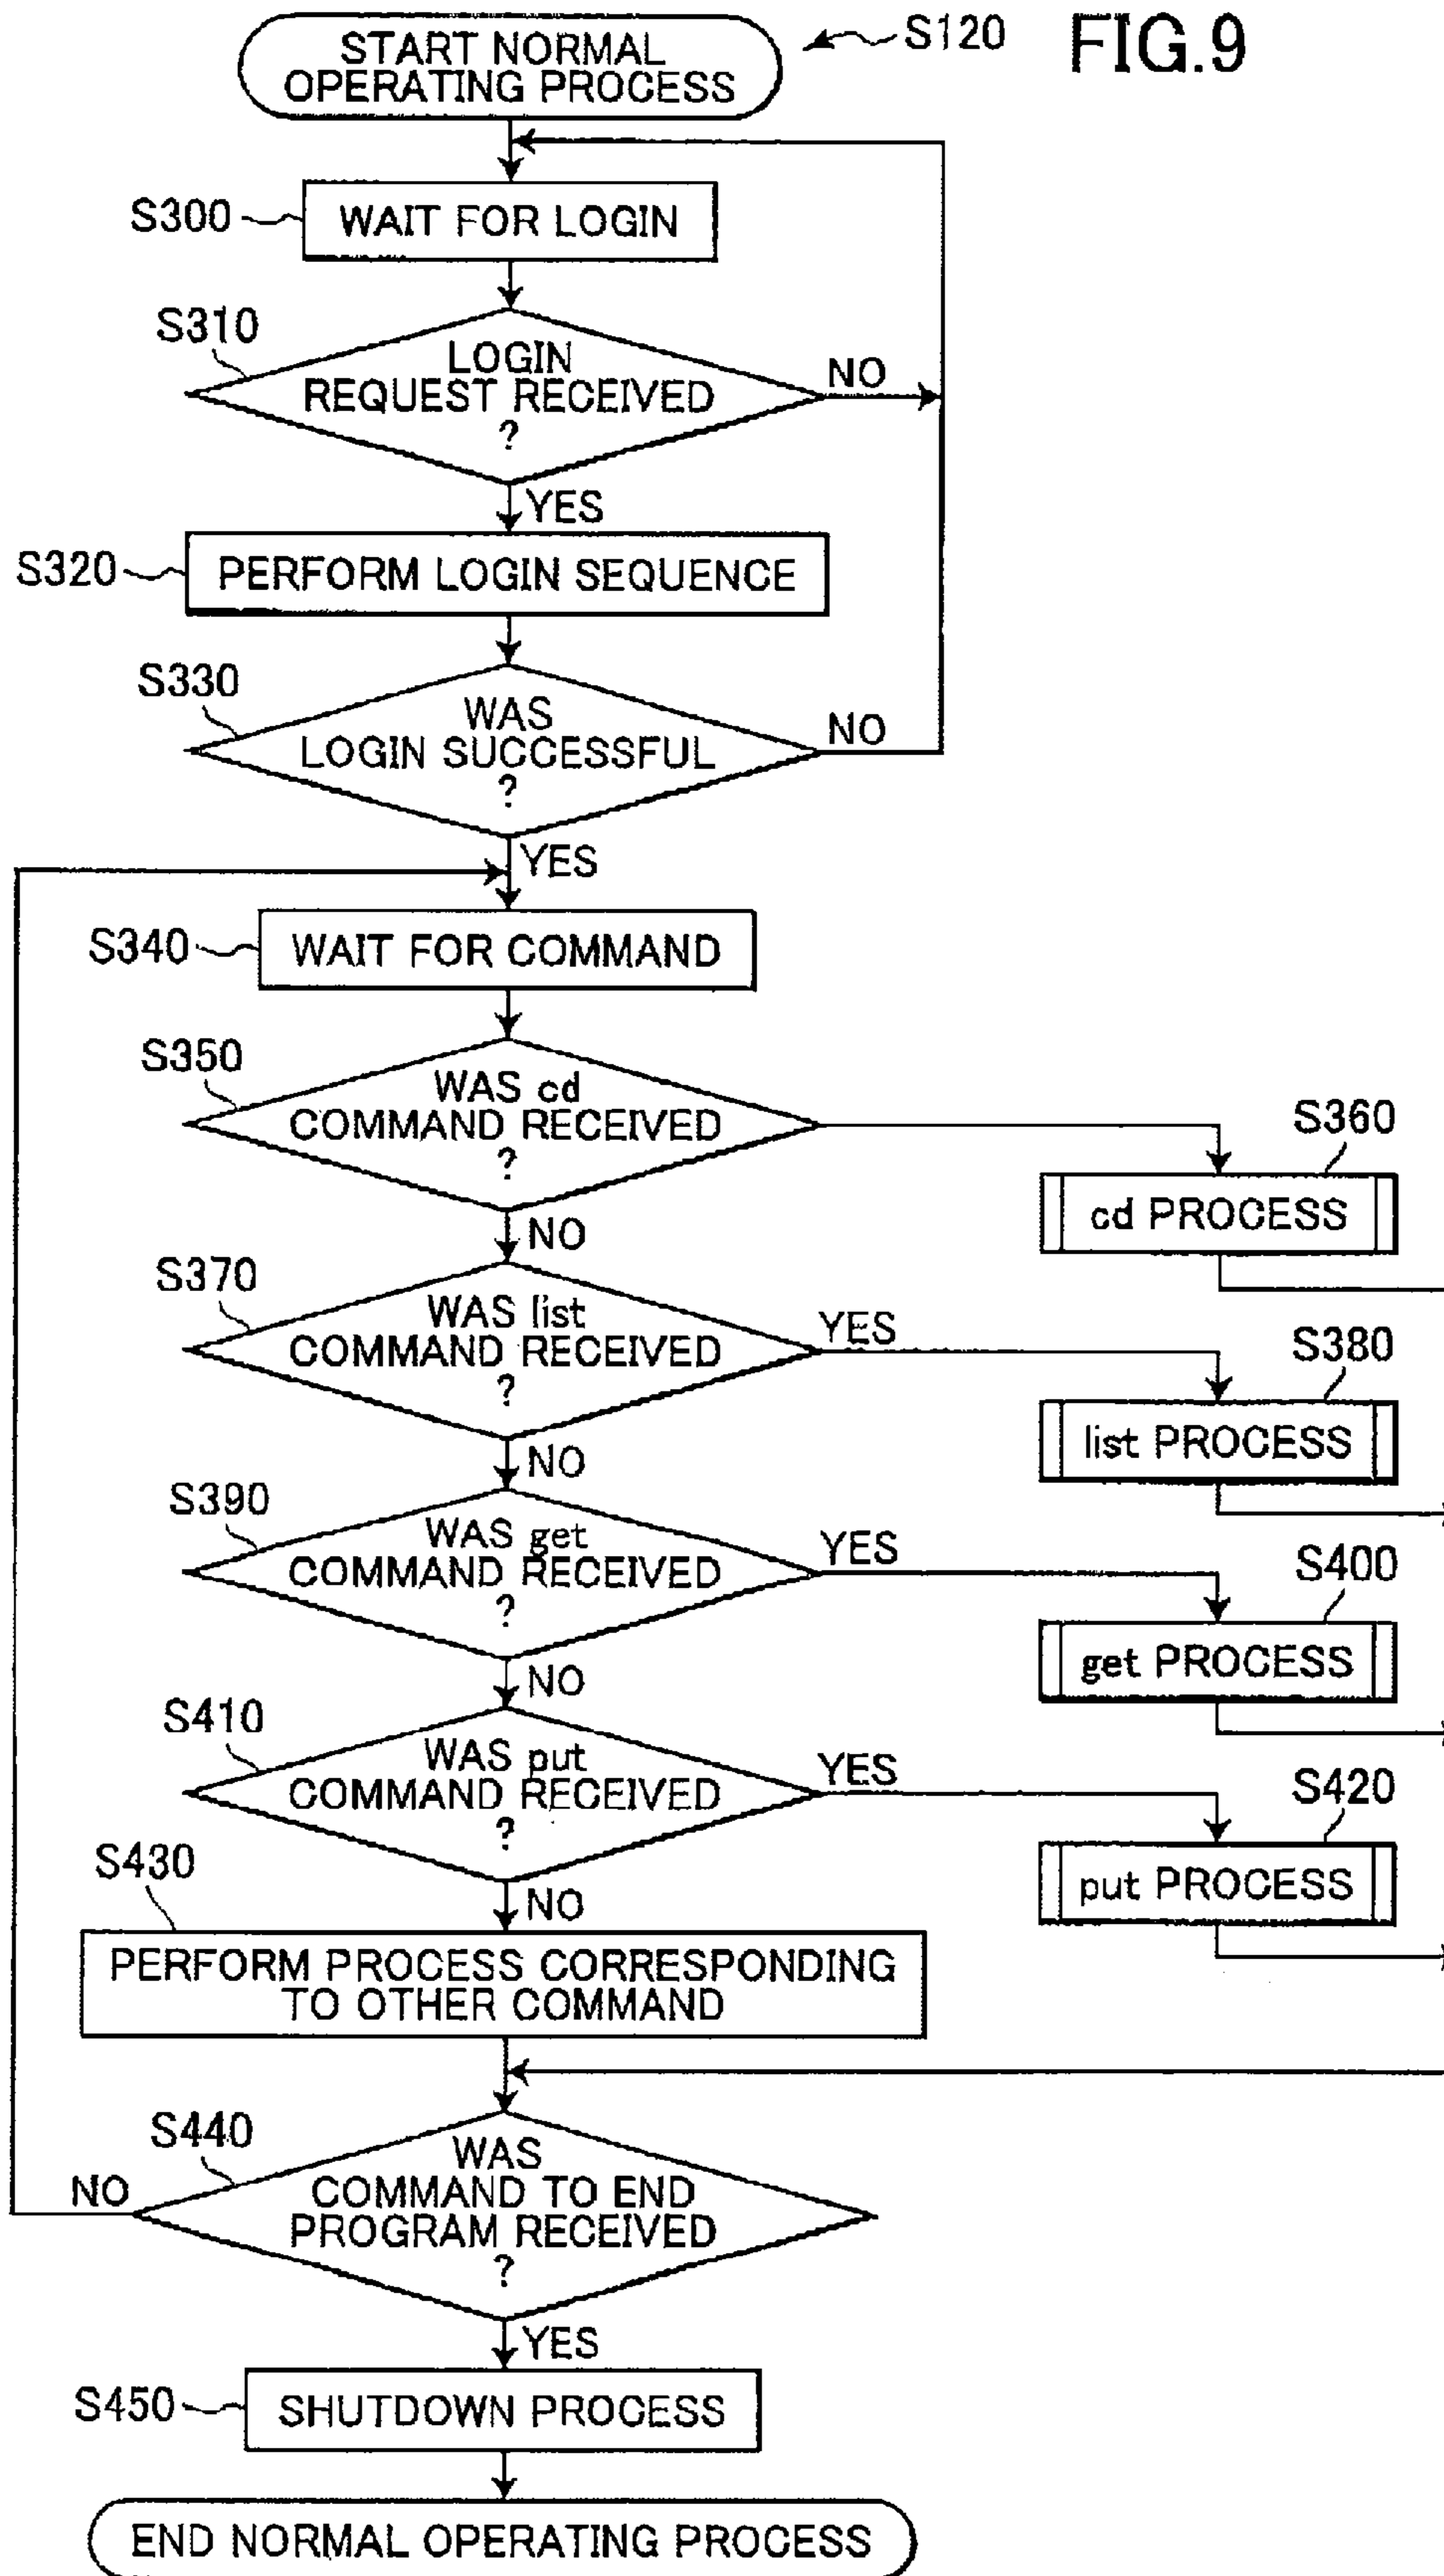 FIG.9
S120
START NORMAL
OPERATING PROCESS
S300
WAIT FOR LOGIN
S310
LOGIN
REQUEST RECEIVED
?
NO
YES
S320
PERFORM LOGIN SEQUENCE
S330
WAS
LOGIN SUCCESSFUL
?
NO
YES
S340
WAIT FOR COMMAND
S350
WAS cd
COMMAND RECEIVED
?
S360
cd PROCESS
NO
S370
WAS list
COMMAND RECEIVED
?
YES
S380
list PROCESS
NO
S390
WAS get
COMMAND RECEIVED
?
YES
S400
get PROCESS
NO
S410
WAS put
COMMAND RECEIVED
?
YES
S420
put PROCESS
NO
S430
PERFORM PROCESS CORRESPONDING
TO OTHER COMMAND
S440
WAS
COMMAND TO END
PROGRAM RECEIVED
?
NO
YES
S450
SHUTDOWN PROCESS
END NORMAL OPERATING PROCESS